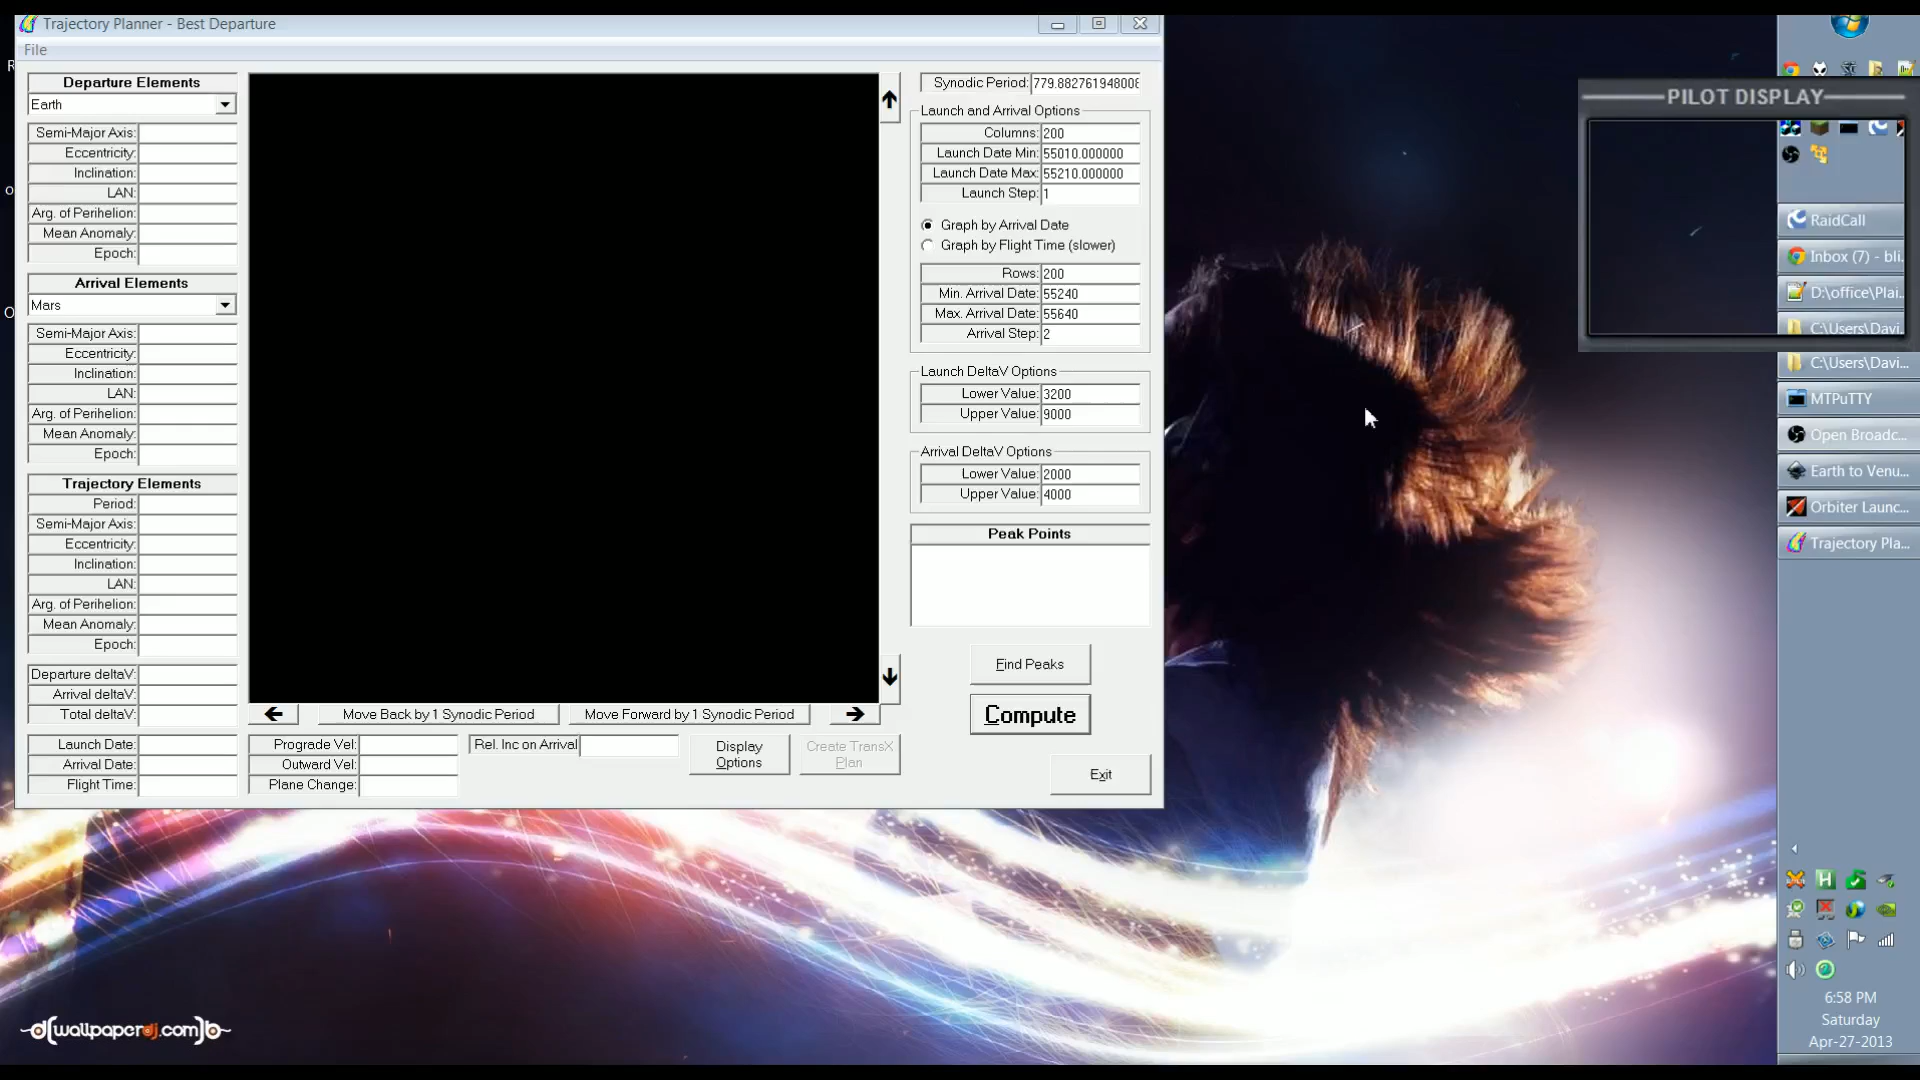 Trajectory Planner - Best Departure
File
Departure Elements
Earth
Semi-Major Axis:
Eccentricity:
Inclination:
LAN:
Arg. of Perihelion:
Mean Anomaly:
Epoch:
Arrival Elements
Mars
Semi-Major Axis:
Eccentricity:
Inclination:
LAN:
Arg. of Perihelion:
Mean Anomaly:
Epoch:
Trajectory Elements
Period:
Semi-Major Axis:
Eccentricity:
Inclination:
LAN:
Arg. of Perihelion:
Mean Anomaly:
Epoch:
Departure deltaV:
Arrival deltaV:
Total deltaV:
Launch Date:
Arrival Date:
Flight Time:
Move Back by 1 Synodic Period
Move Forward by 1 Synodic Period
Prograde Vel:
Outward Vel:
Plane Change:
Rel. Inc on Arrival
Display
Options
Create TransX
Plan
Synodic Period: 779.882761948006
Launch and Arrival Options
Columns: 200
Launch Date Min: 55010.000000
Launch Date Max: 55210.000000
Launch Step: 1
Graph by Arrival Date
Graph by Flight Time (slower)
Rows: 200
Min. Arrival Date: 55240
Max. Arrival Date: 55640
Arrival Step: 2
Launch DeltaV Options
Lower Value: 3200
Upper Value: 9000
Arrival DeltaV Options
Lower Value: 2000
Upper Value: 4000
Peak Points
Find Peaks
Compute
Exit
PILOT DISPLAY
RaidCall
Inbox (7) - bli...
D:\office\Plai...
C:\Users\Davi...
C:\Users\Davi...
MTPuTTY
Open Broadc...
Earth to Venu...
Orbiter Launc...
Trajectory Pla...
6:58 PM
Saturday
Apr-27-2013
d[wallpaperdj.com]b